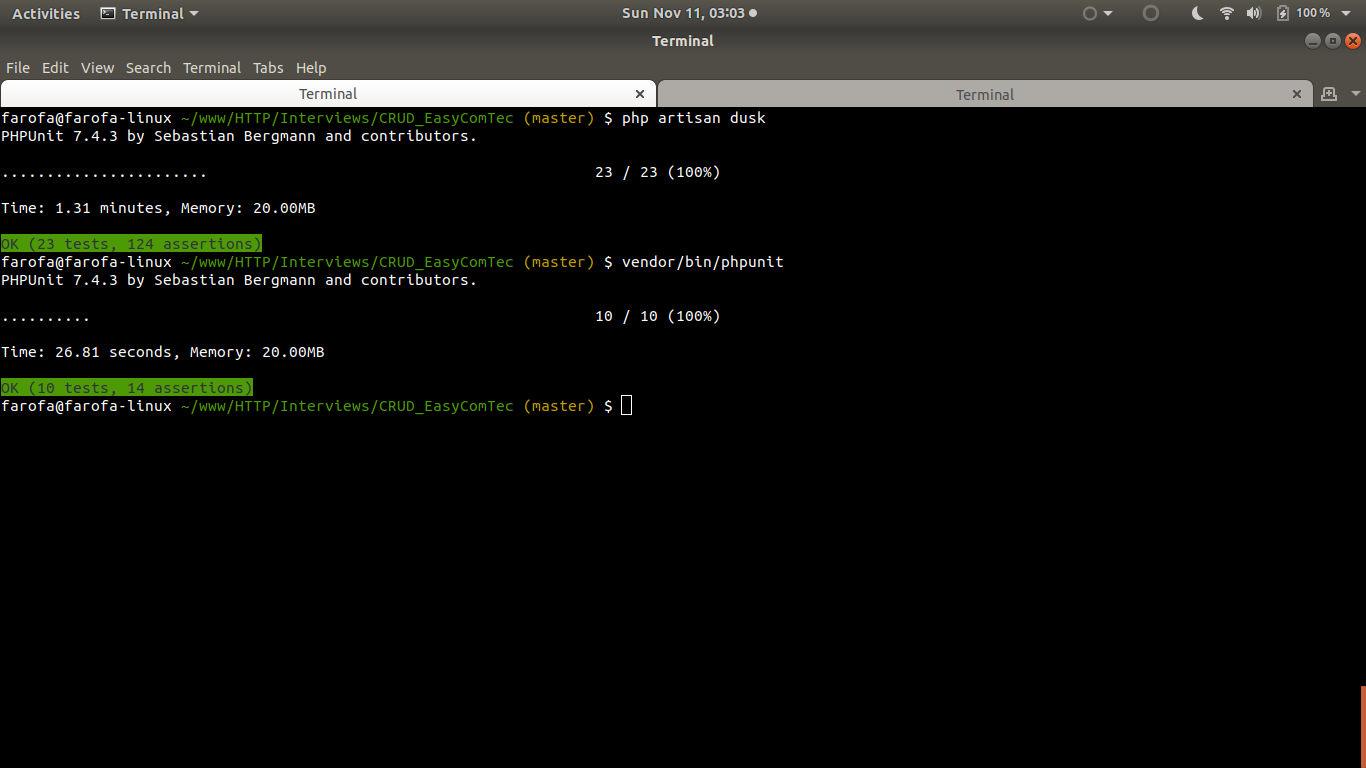 Activities Terminal Sun Nov 11, 03:03 100 %
Terminal
File Edit View Search Terminal Tabs Help
Terminal Terminal
farofa@farofa-linux ~/www/HTTP/Interviews/CRUD_EasyComTec (master) $ php artisan dusk
PHPUnit 7.4.3 by Sebastian Bergmann and contributors.
....................... 23 / 23 (100%)
Time: 1.31 minutes, Memory: 20.00MB
OK (23 tests, 124 assertions)
farofa@farofa-linux ~/www/HTTP/Interviews/CRUD_EasyComTec (master) $ vendor/bin/phpunit
PHPUnit 7.4.3 by Sebastian Bergmann and contributors.
.......... 10 / 10 (100%)
Time: 26.81 seconds, Memory: 20.00MB
OK (10 tests, 14 assertions)
farofa@farofa-linux ~/www/HTTP/Interviews/CRUD_EasyComTec (master) $